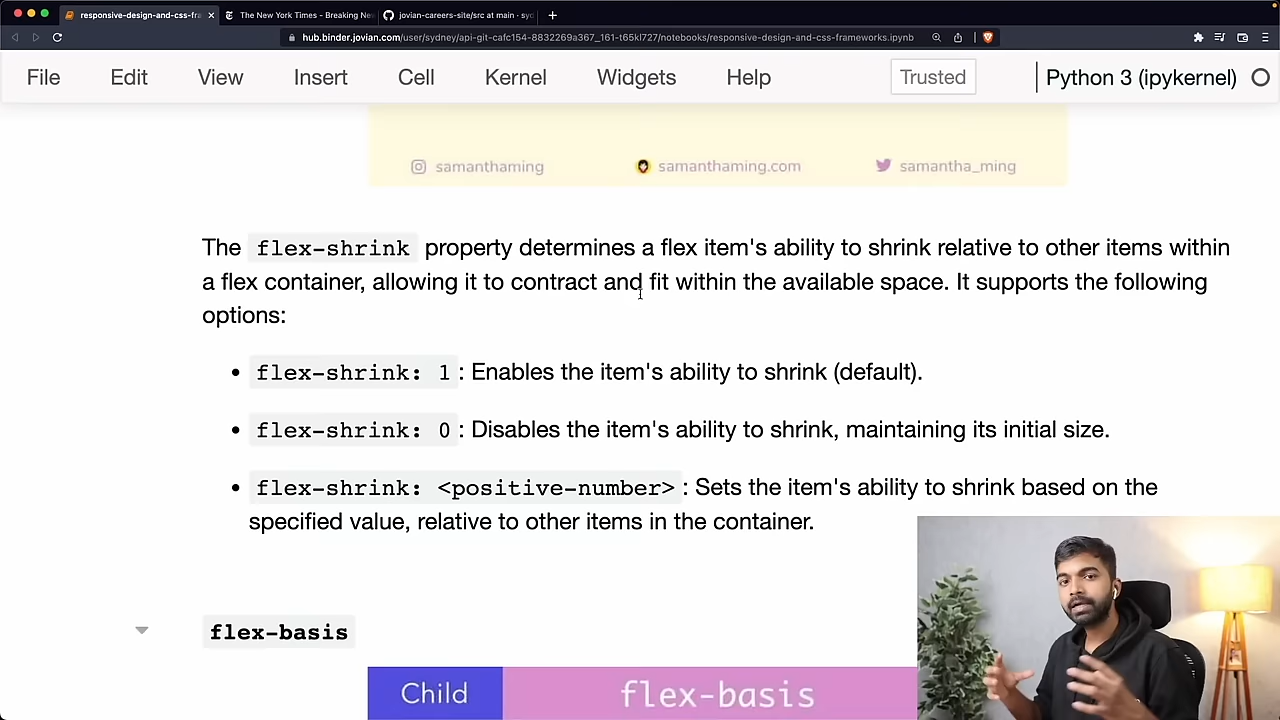 responsive-design-and-css-fra
The New York Times - Breaking New
jovian-careers-site/src at main · syd
hub.binder.jovian.com/user/sydney/api-git-cafc154-8832269a367_161-t65kl727/notebooks/responsive-design-and-css-frameworks.ipynb
File Edit View Insert Cell Kernel Widgets Help Trusted Python 3 (ipykernel)
samanthaming samanthaming.com samantha_ming
The flex-shrink property determines a flex item's ability to shrink relative to other items within
a flex container, allowing it to contract and fit within the available space. It supports the following
options:
• flex-shrink: 1: Enables the item's ability to shrink (default).
• flex-shrink: 0: Disables the item's ability to shrink, maintaining its initial size.
• flex-shrink: <positive-number>: Sets the item's ability to shrink based on the
specified value, relative to other items in the container.
flex-basis
Child flex-basis